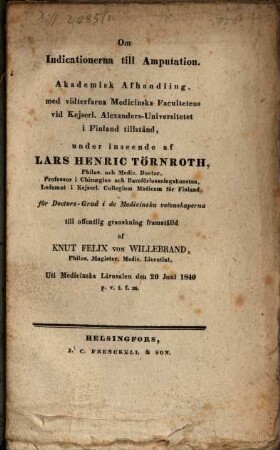 Om
Indicationerna till Amputation.
Akademisk Afhandling,
med vidtterfarna Medicinska Facultetens
vid Kejserl. Alexanders-Universitetet
i Finland tillstånd,
under inseende af
LARS HENRIC TÖRNROTH,
Philos. och Medic. Doctor,
Professor i Chirurgien och Barnförlossningskonsten,
Ledamot i Kejserl. Collegium Medicum för Finland,
för Doctors-Grad i de Medicinska vetenskaperna
till offentlig granskning framställd
af
KNUT FELIX VON WILLEBRAND,
Philos. Magister, Medic. Licentiat,
Uti Medicinska Lärosalen den 20 Juni 1840
p. v. t. f. m.
HELSINGFORS,
J. C. FRENCKELL & SON.